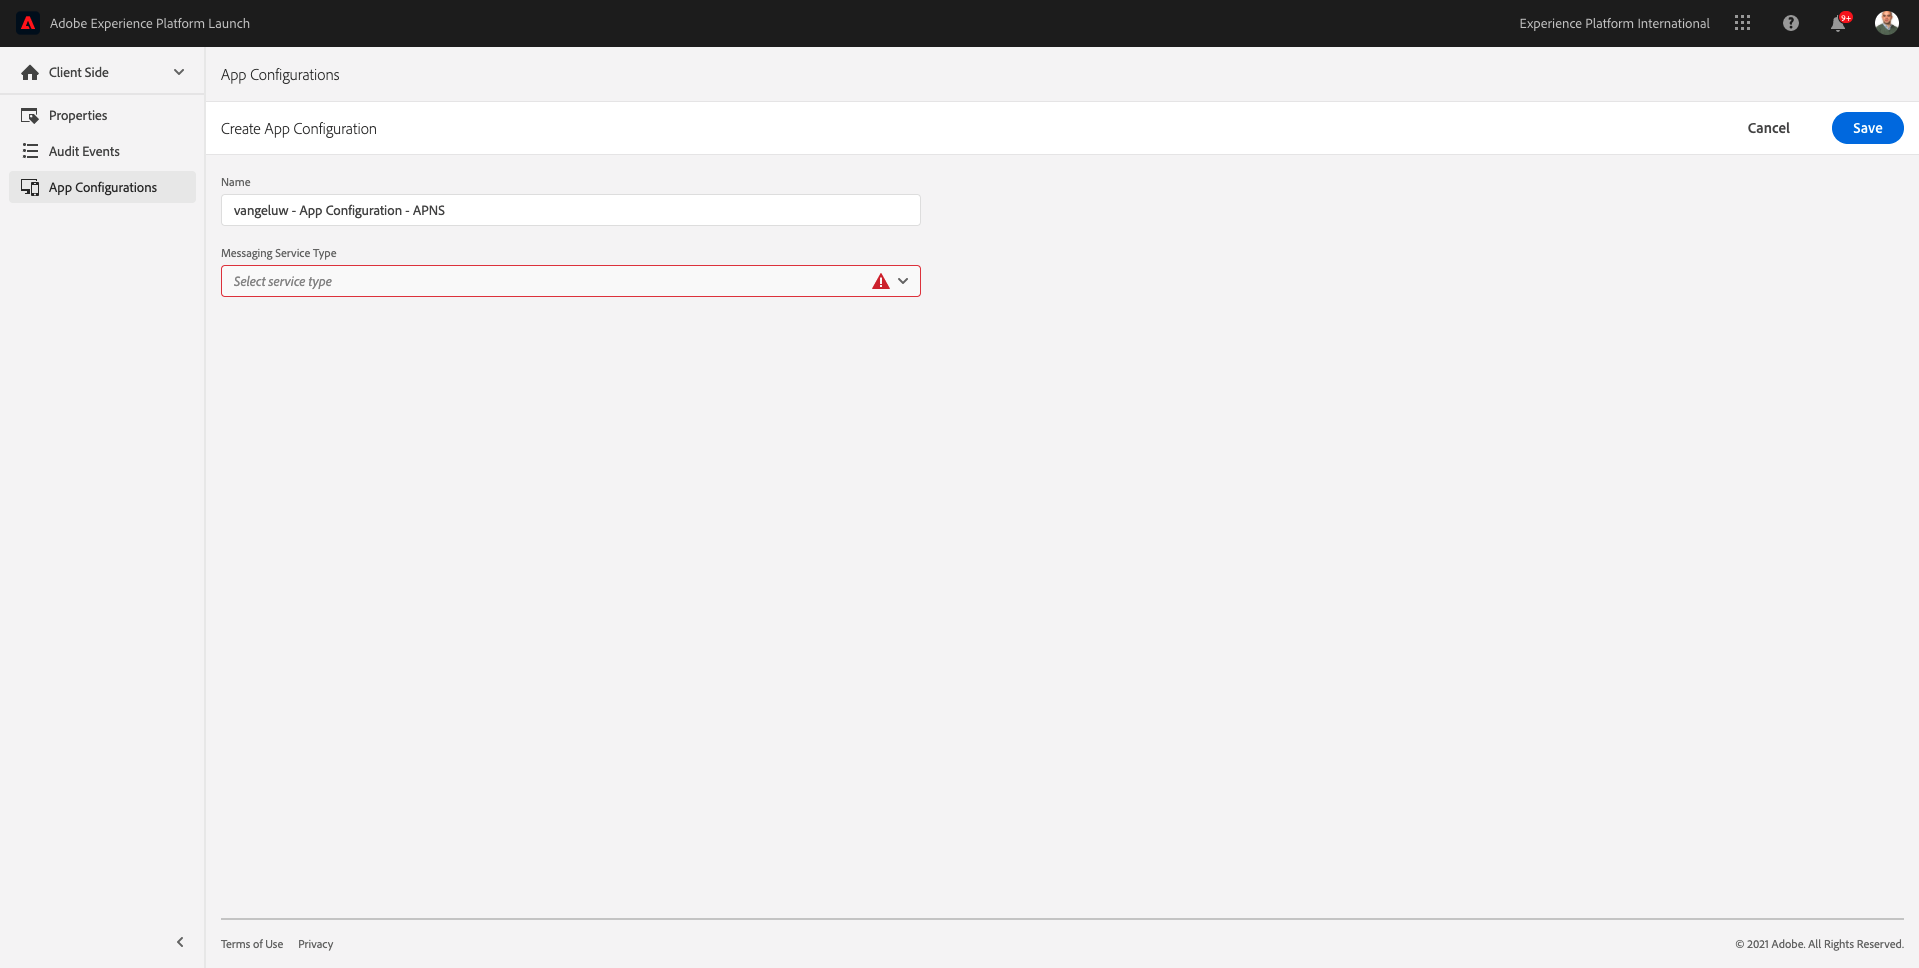 Adobe Experience Platform Launch
Experience Platform International
9+
Client Side
Properties
Audit Events
App Configurations
App Configurations
Create App Configuration
Cancel
Save
Name
vangeluw - App Configuration - APNS
Messaging Service Type
Select service type
Terms of Use
Privacy
© 2021 Adobe. All Rights Reserved.